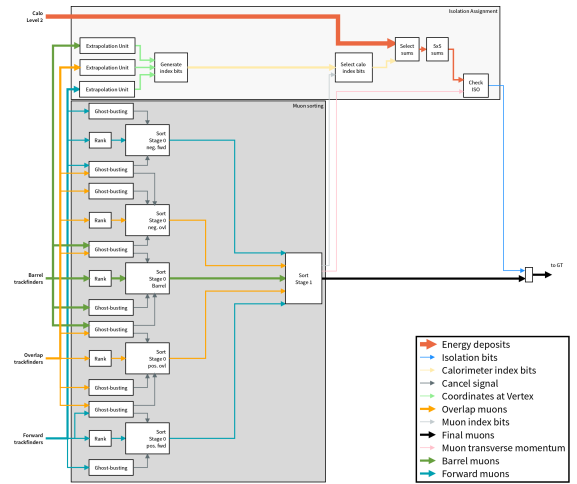 Calo
Level 2
Isolation Assignment
Extrapolation Unit
Extrapolation Unit
Extrapolation Unit
Generate
index bits
Select calo
index bits
Select
sums
5x5
sums
Check
ISO
Muon sorting
Ghost-busting
Rank
Sort
Stage 0
neg. fwd
Ghost-busting
Ghost-busting
Rank
Sort
Stage 0
neg. ovl
Ghost-busting
Barrel
trackfinders
Rank
Sort
Stage 0
Barrel
Sort
Stage 1
to GT
Ghost-busting
Ghost-busting
Overlap
trackfinders
Rank
Sort
Stage 0
pos. ovl
Ghost-busting
Ghost-busting
Forward
trackfinders
Rank
Sort
Stage 0
pos. fwd
Ghost-busting
Energy deposits
Isolation bits
Calorimeter index bits
Cancel signal
Coordinates at Vertex
Overlap muons
Muon index bits
Final muons
Muon transverse momentum
Barrel muons
Forward muons